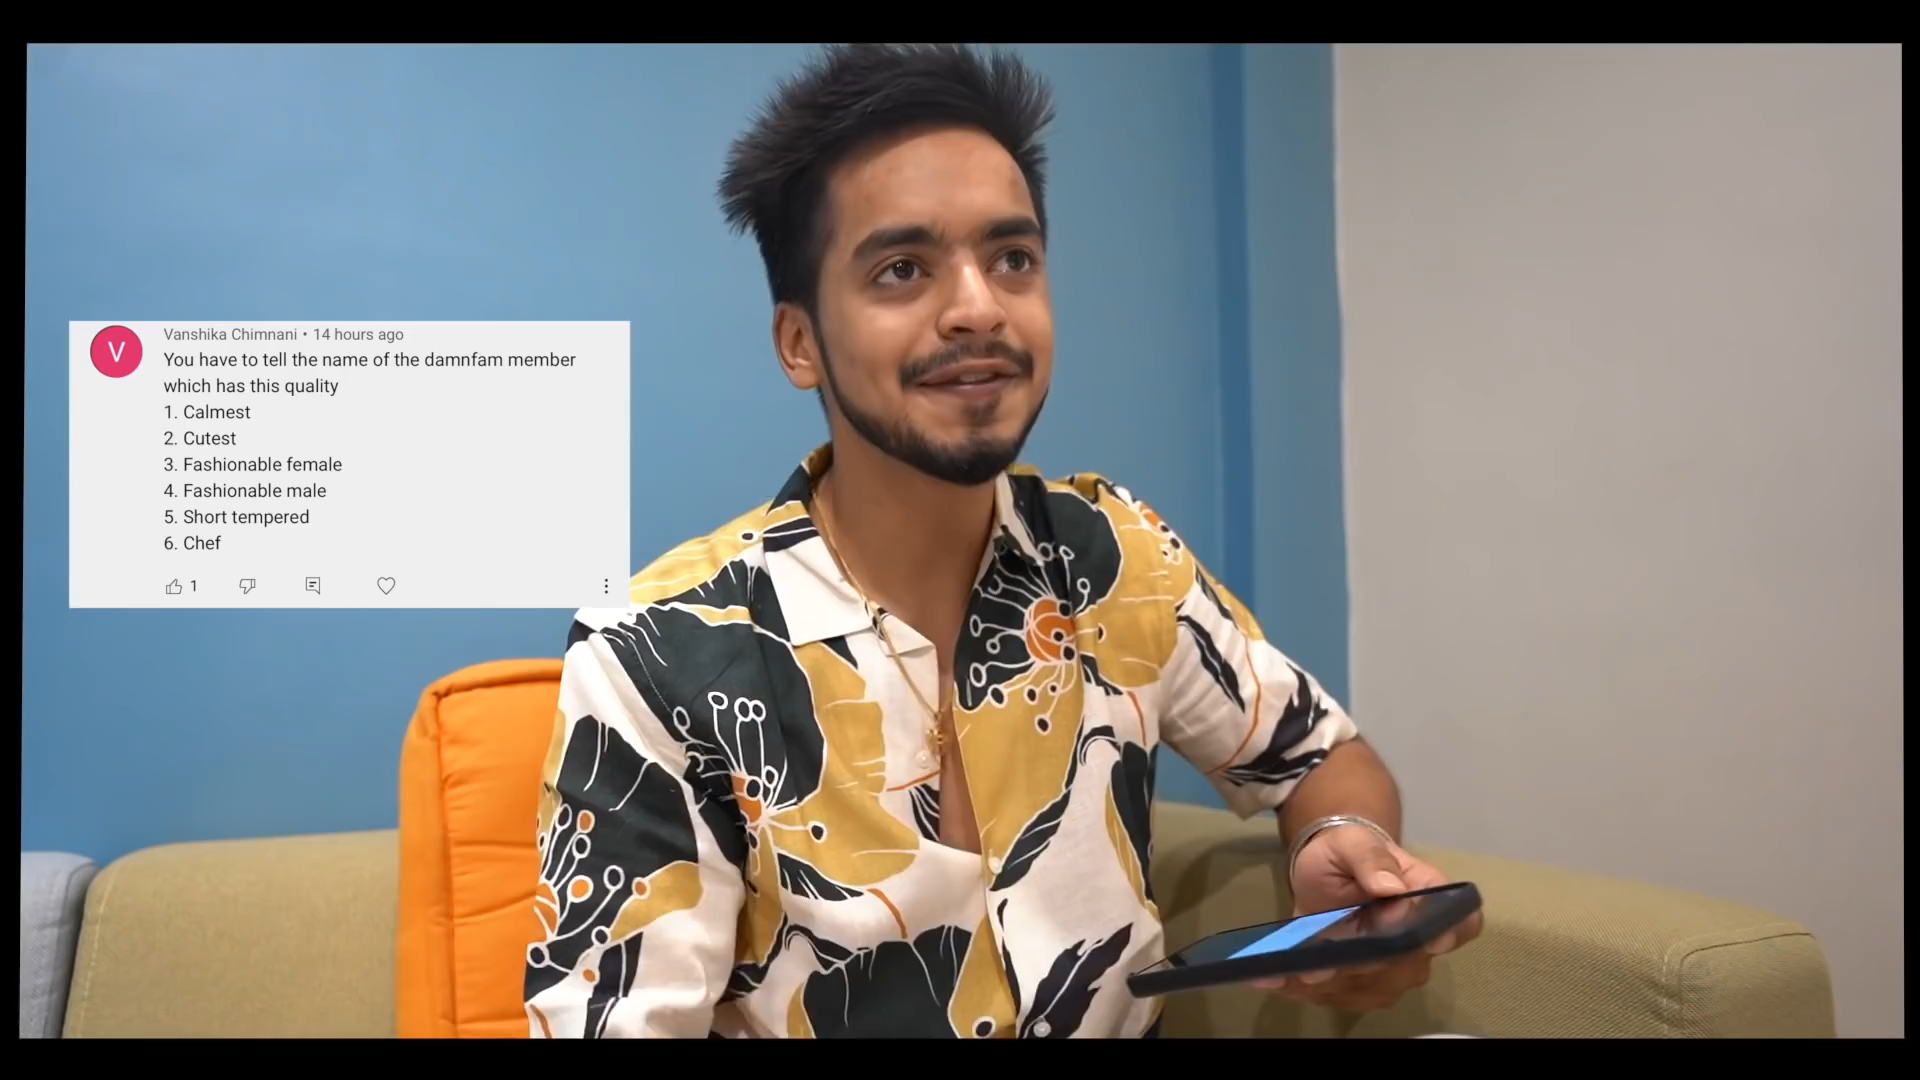 V
Vanshika Chimnani • 14 hours ago
You have to tell the name of the damnfam member
which has this quality
1. Calmest
2. Cutest
3. Fashionable female
4. Fashionable male
5. Short tempered
6. Chef
1